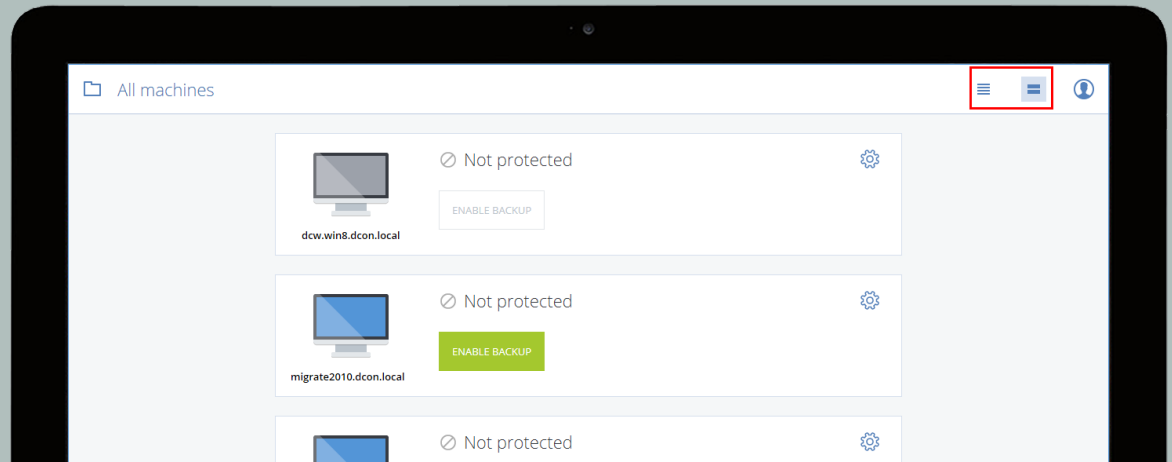 All machines
Not protected
ENABLE BACKUP
dcw.win8.dcon.local
Not protected
ENABLE BACKUP
migrate2010.dcon.local
Not protected